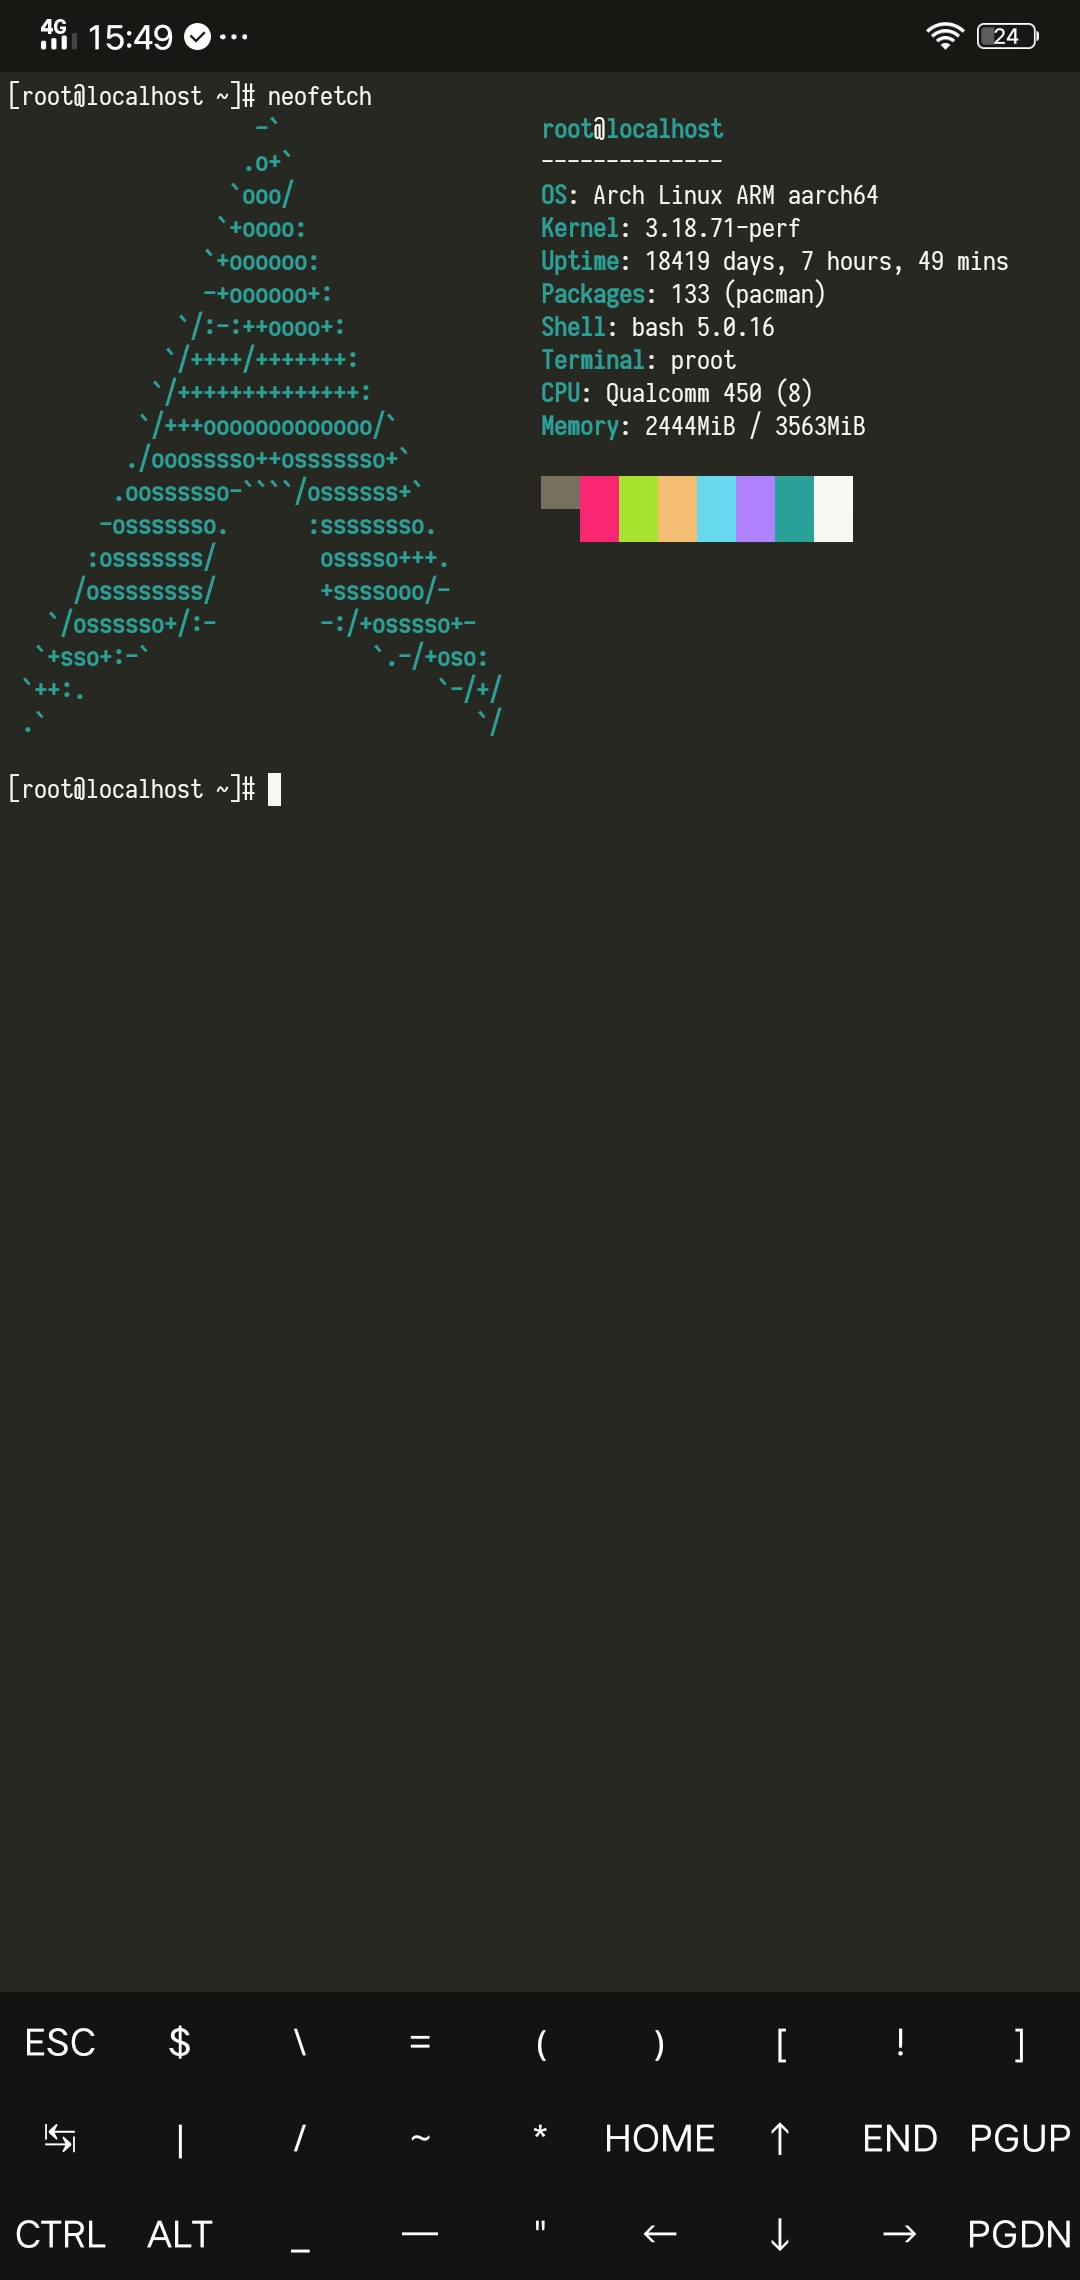 4G 15:49 ... 24
[root@localhost ~]# neofetch
-`
.o+`
`ooo/
`+oooo:
`+oooooo:
-+oooooo+:
`/:-:++oooo+:
`/++++/+++++++:
`/++++++++++++++:
`/+++ooooooooooooo/`
./ooosssso++osssssso+`
.oossssso-````/ossssss+`
-osssssso.      :ssssssso.
:osssssss/        osssso+++.
/ossssssss/        +ssssooo/-
`/ossssso+/:-        -:/+osssso+-
`+sso+:-`                 `.-/+oso:
`++:.                           `-/+/
.`                                 `/
root@localhost
--------------
OS: Arch Linux ARM aarch64
Kernel: 3.18.71-perf
Uptime: 18419 days, 7 hours, 49 mins
Packages: 133 (pacman)
Shell: bash 5.0.16
Terminal: proot
CPU: Qualcomm 450 (8)
Memory: 2444MiB / 3563MiB
[root@localhost ~]#
ESC $ \ = ( ) [ ! ]
↹ | / ~ * HOME ↑ END PGUP
CTRL ALT _ — " ← ↓ → PGDN